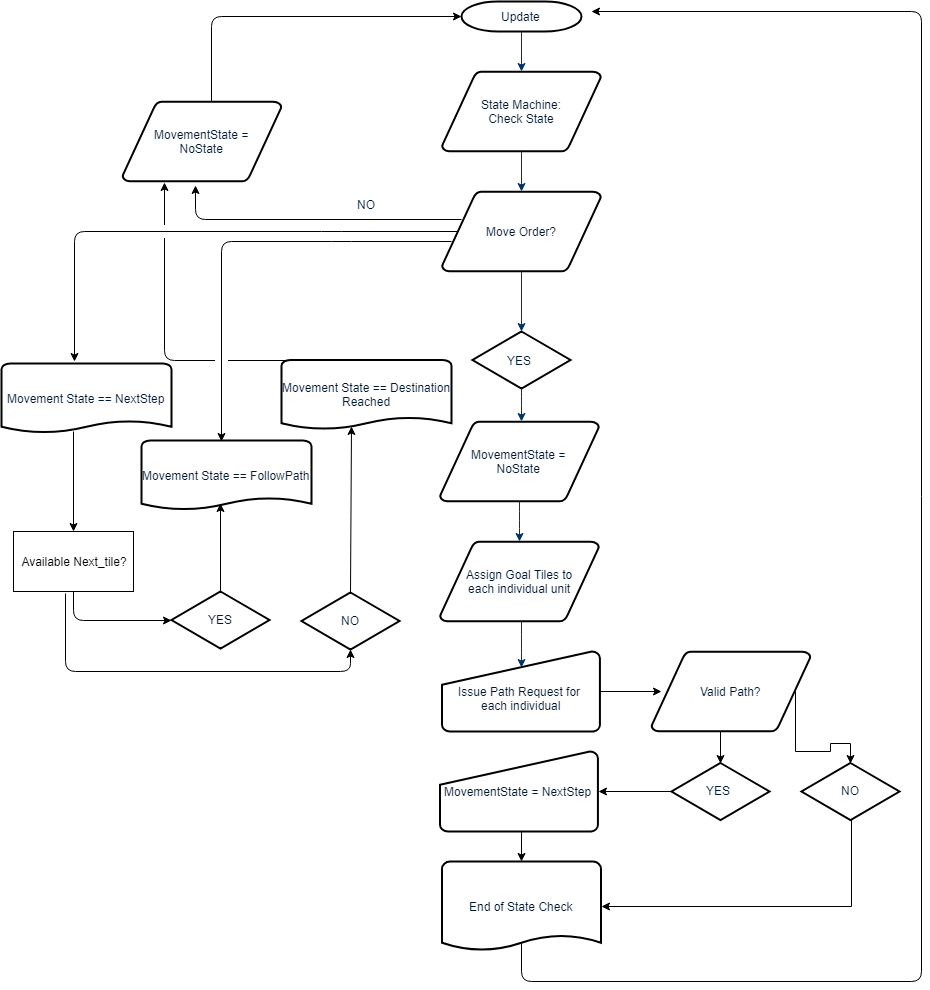 Update
State Machine:
Check State
MovementState =
NoState
NO
Move Order?
YES
Movement State == NextStep
Movement State == Destination
Reached
MovementState =
NoState
Movement State == FollowPath
Available Next_tile?
Assign Goal Tiles to
each individual unit
YES
NO
Issue Path Request for
each individual
Valid Path?
MovementState = NextStep
YES
NO
End of State Check